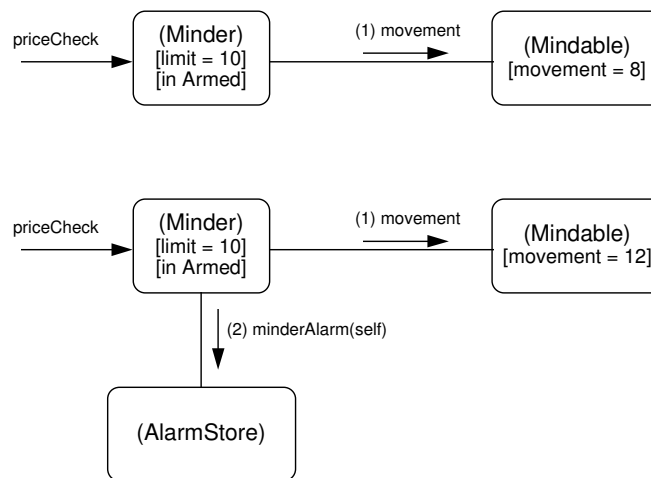 priceCheck
(Minder)
[limit = 10]
[in Armed]
(1) movement
(Mindable)
[movement = 8]
priceCheck
(Minder)
[limit = 10]
[in Armed]
(1) movement
(Mindable)
[movement = 12]
(2) minderAlarm(self)
(AlarmStore)